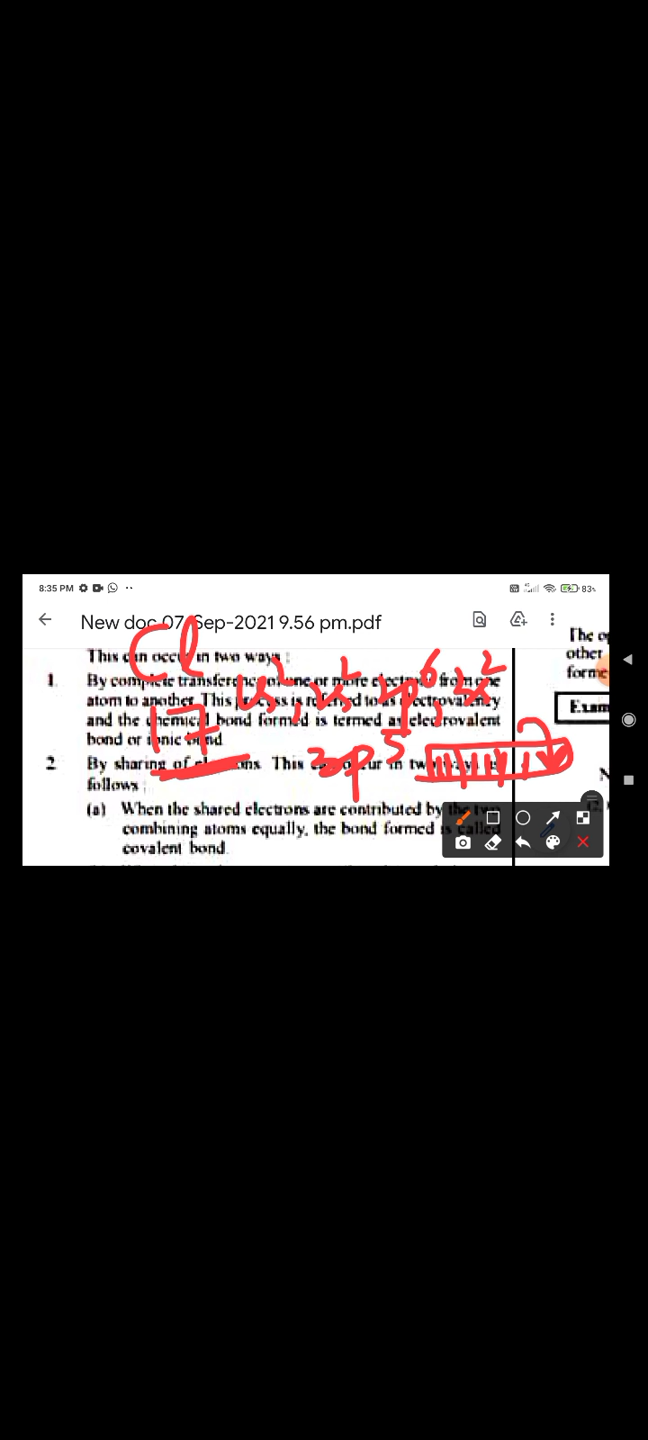 8:35 PM
83%
New doc 07-Sep-2021 9.56 pm.pdf
This can occur in two ways :
1. By complete transference of one or more electrons from one
atom to another. This process is referred to as electrovalency
and the chemical bond formed is termed as electrovalent
bond or ionic bond.
2. By sharing of electrons. This can occur in two ways as
follows :
(a) When the shared electrons are contributed by the two
combining atoms equally, the bond formed is called
covalent bond.
The
other
forme
Exam
Cl
17
1s², 2s² 2p⁶, 3s²
3p⁵